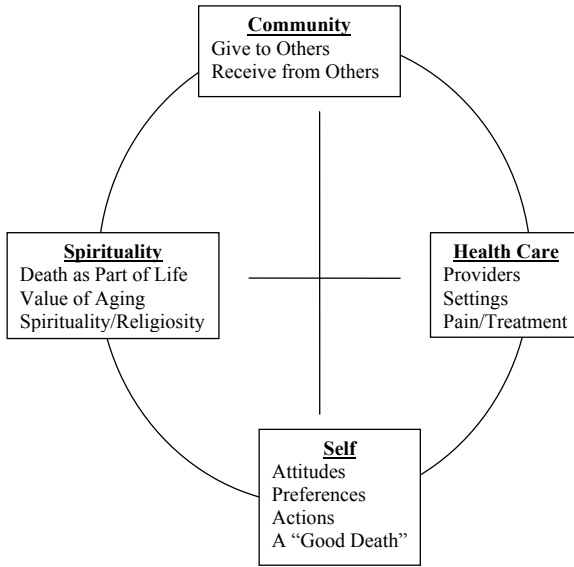 Community
Give to Others
Receive from Others
Spirituality
Death as Part of Life
Value of Aging
Spirituality/Religiosity
Health Care
Providers
Settings
Pain/Treatment
Self
Attitudes
Preferences
Actions
A “Good Death”